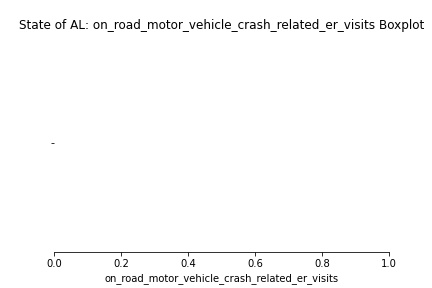 State of AL: on_road_motor_vehicle_crash_related_er_visits Boxplot
0.0 0.2 0.4 0.6 0.8 1.0
on_road_motor_vehicle_crash_related_er_visits